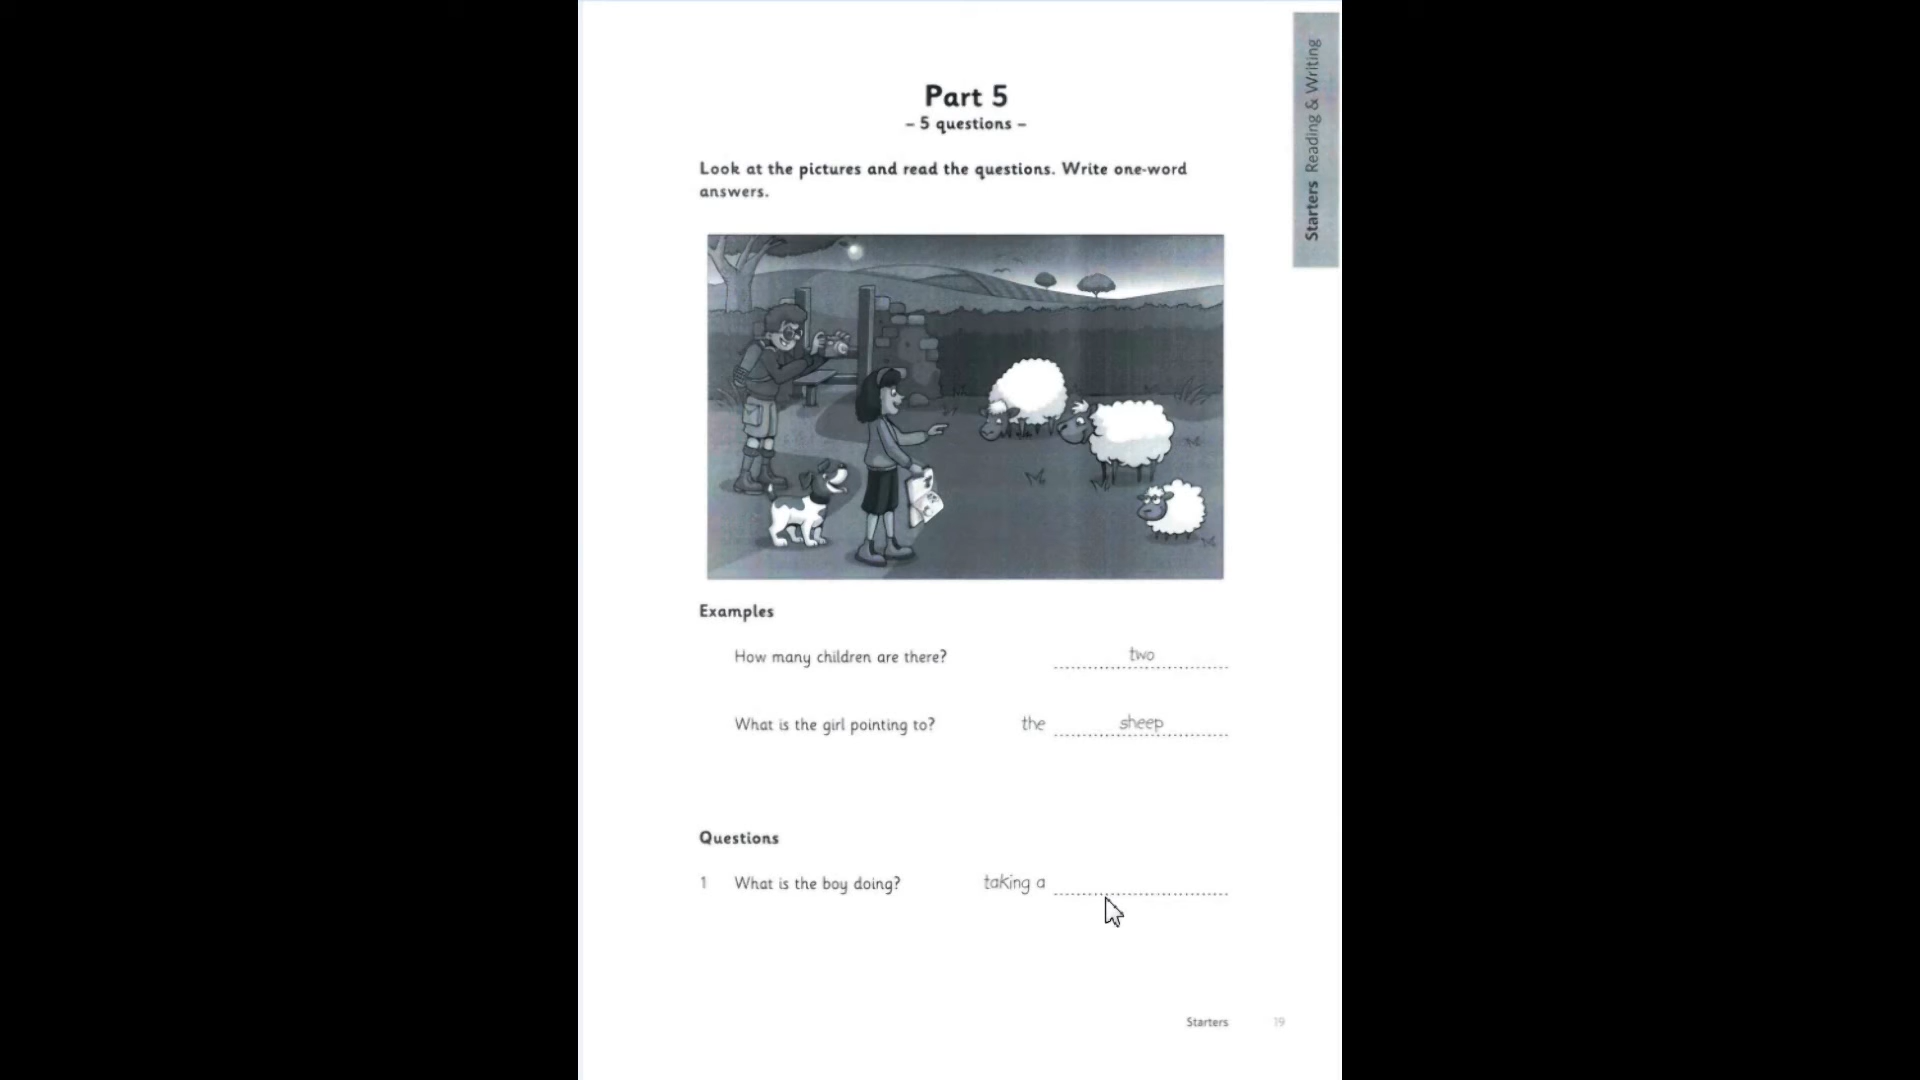 Starters Reading & Writing
Part 5
– 5 questions –
Look at the pictures and read the questions. Write one-word
answers.
Examples
How many children are there? two
What is the girl pointing to? the sheep
Questions
1 What is the boy doing? taking a
Starters 19